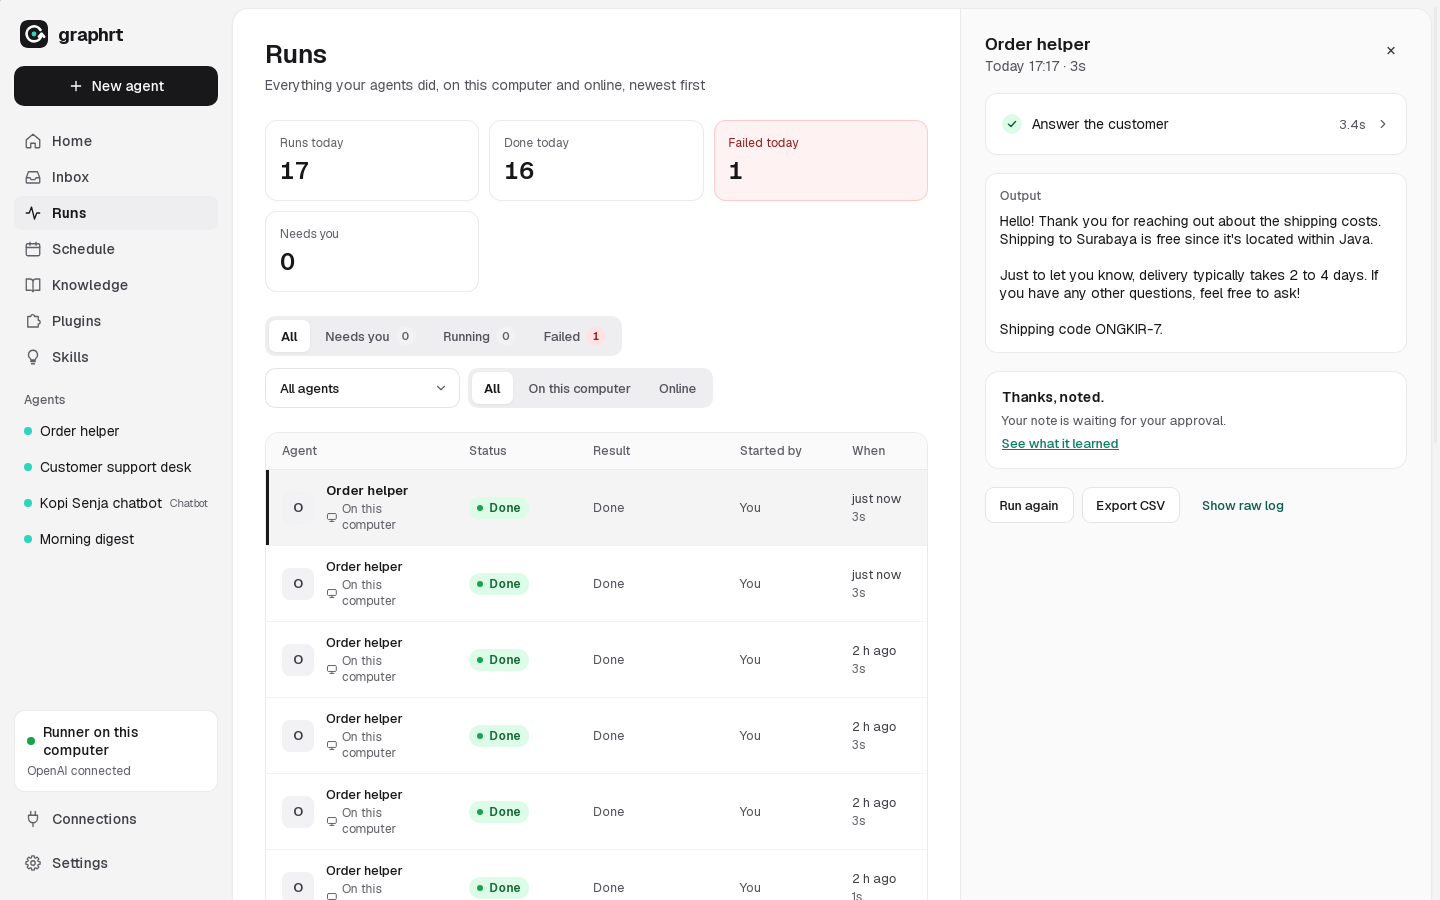 graphrt
New agent
Home
Inbox
Runs
Schedule
Knowledge
Plugins
Skills
Agents
Order helper
Customer support desk
Kopi Senja chatbot Chatbot
Morning digest
Runner on this
computer
OpenAI connected
Connections
Settings
Runs
Everything your agents did, on this computer and online, newest first
Runs today
17
Done today
16
Failed today
1
Needs you
0
All Needs you 0 Running 0 Failed 1
All agents
All On this computer Online
Agent Status Result Started by When
O
Order helper
On this
computer
Done
Done
You
just now
3s
O
Order helper
On this
computer
Done
Done
You
just now
3s
O
Order helper
On this
computer
Done
Done
You
2 h ago
3s
O
Order helper
On this
computer
Done
Done
You
2 h ago
3s
O
Order helper
On this
computer
Done
Done
You
2 h ago
3s
O
Order helper
On this
Done
Done
You
2 h ago
1s
Order helper
Today 17:17 · 3s
Answer the customer 3.4s
Output
Hello! Thank you for reaching out about the shipping costs.
Shipping to Surabaya is free since it's located within Java.
Just to let you know, delivery typically takes 2 to 4 days. If
you have any other questions, feel free to ask!
Shipping code ONGKIR-7.
Thanks, noted.
Your note is waiting for your approval.
See what it learned
Run again
Export CSV
Show raw log